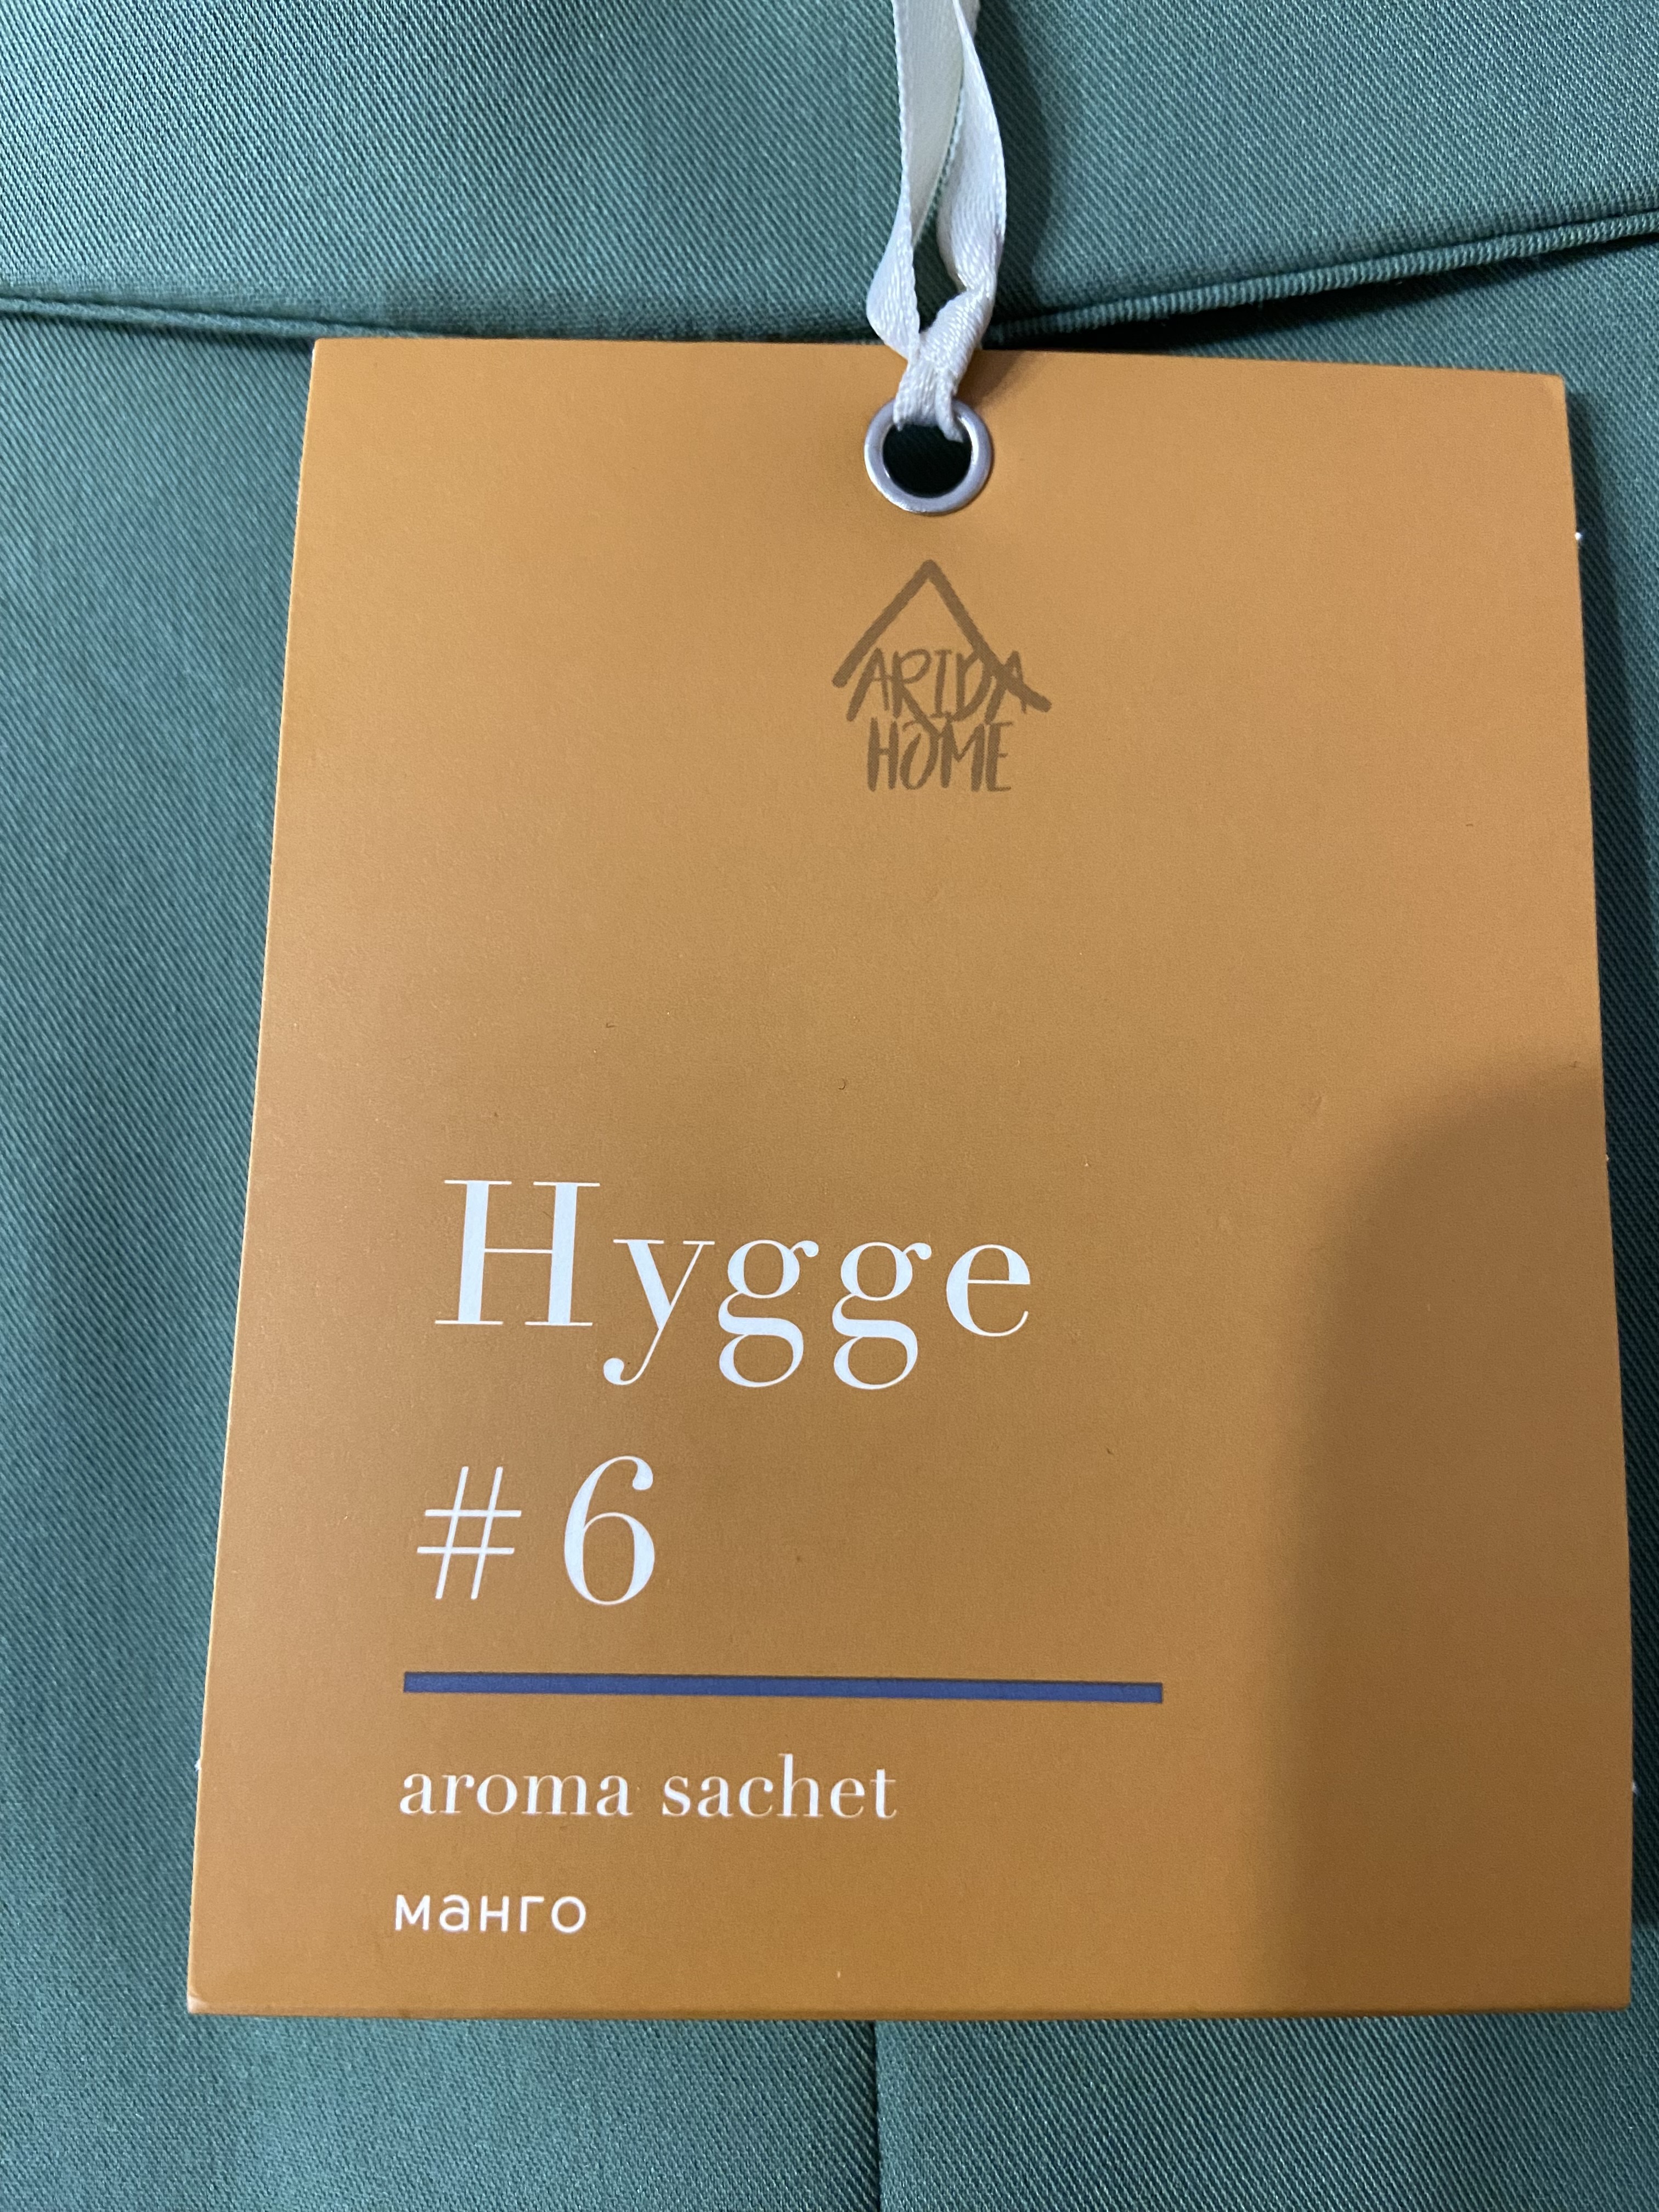 ARIDA
HOME
Hygge
#6
aroma sachet
манго